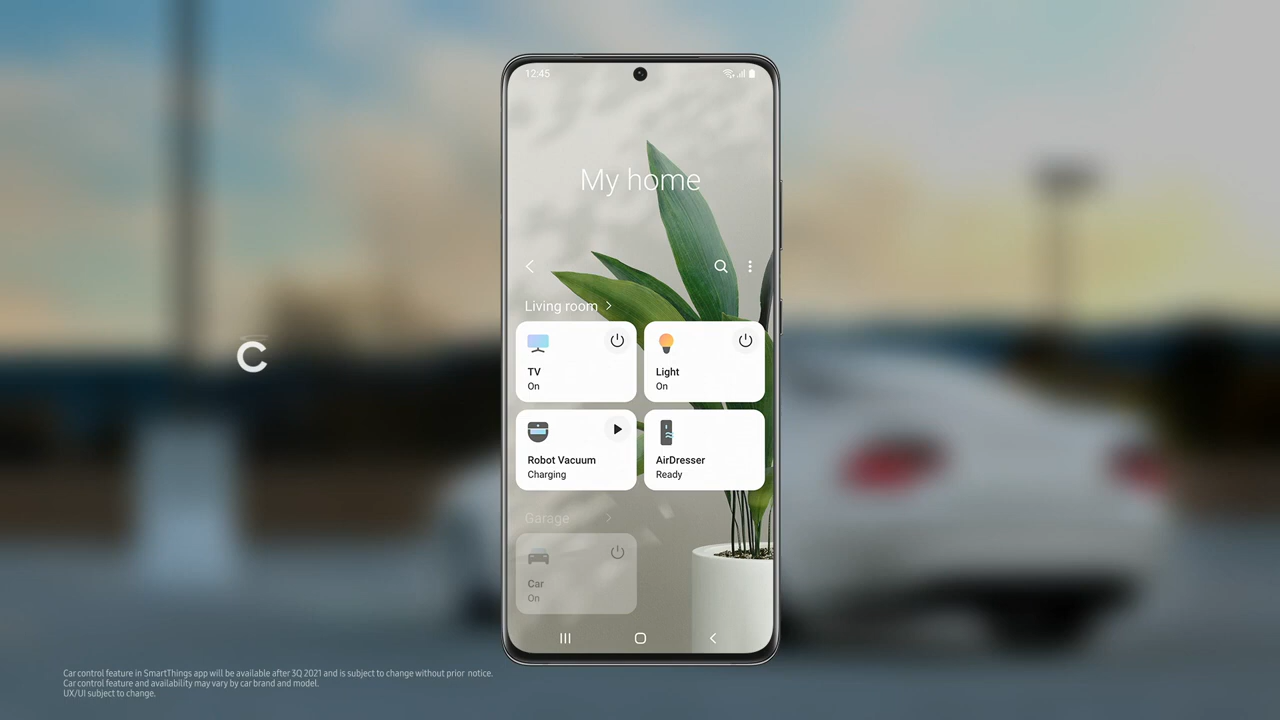 12:45
My home
Living room
TV
On
Light
On
C
Robot Vacuum
Charging
AirDresser
Ready
Garage
Car
On
Car control feature in SmartThings app will be available after 3Q 2021 and is subject to change without prior notice.
Car control feature and availability may vary by car brand and model.
UX/UI subject to change.